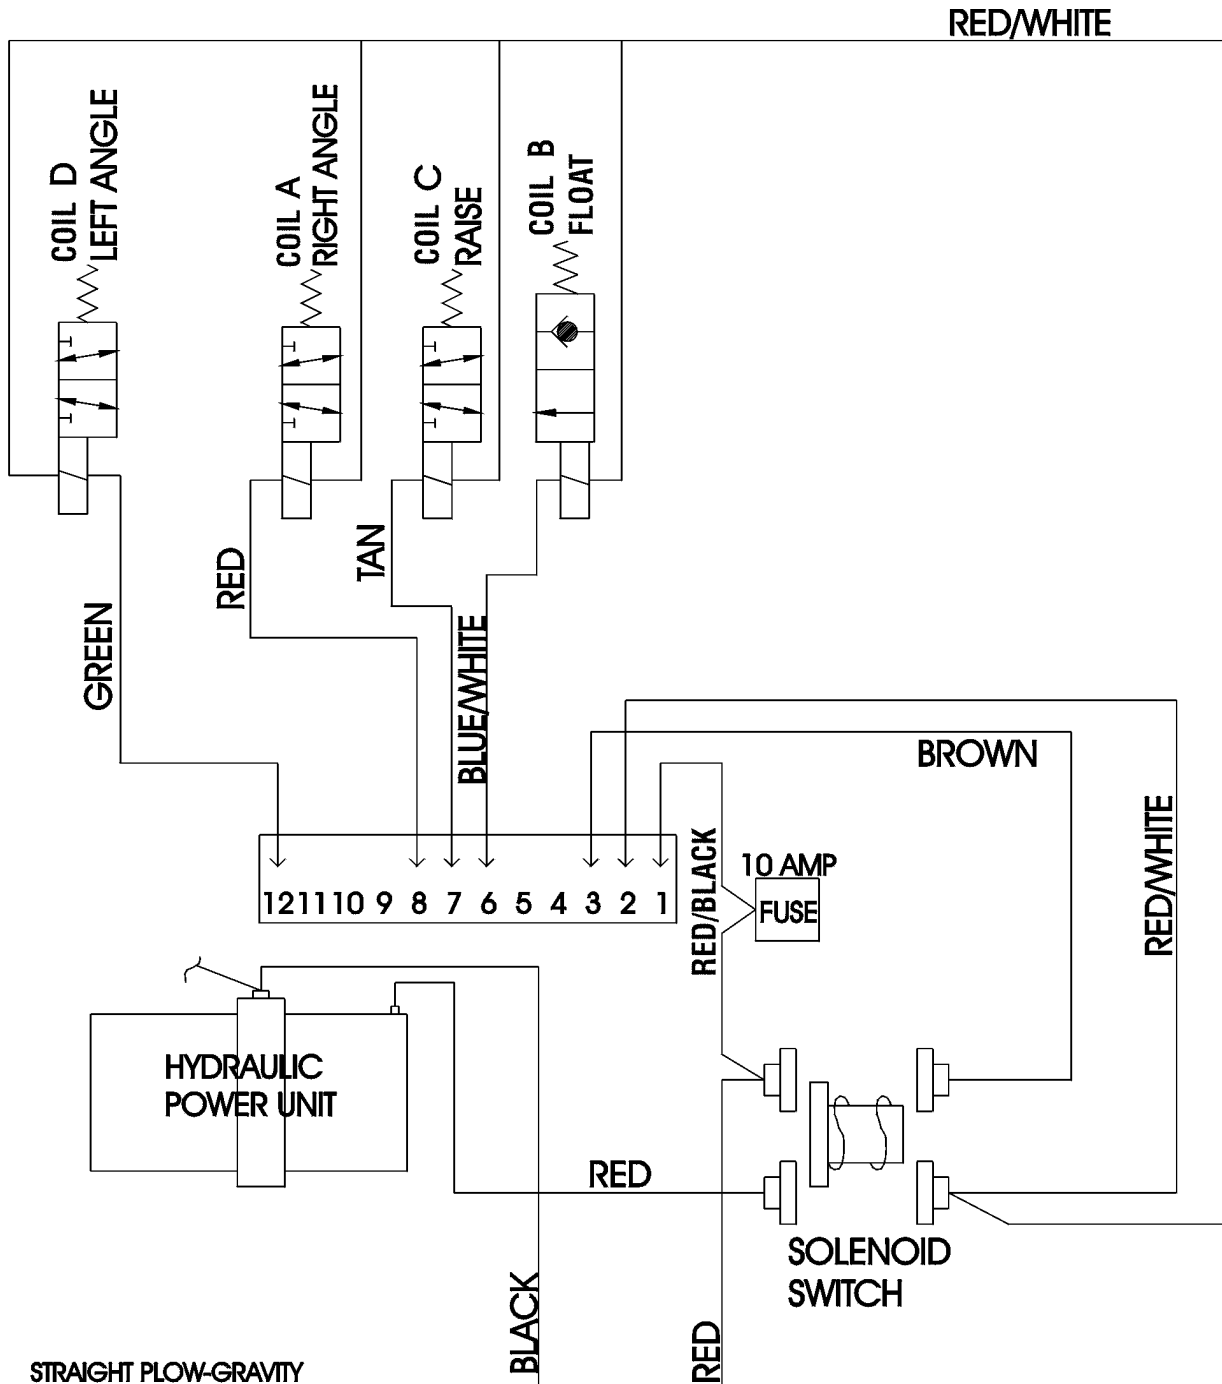 RED/WHITE
COIL D
LEFT ANGLE
COIL A
RIGHT ANGLE
COIL C
RAISE
COIL B
FLOAT
GREEN
RED
TAN
BLUE/WHITE
BROWN
RED/WHITE
RED/BLACK
10 AMP
FUSE
12 11 10 9 8 7 6 5 4 3 2 1
HYDRAULIC
POWER UNIT
RED
SOLENOID
SWITCH
BLACK
RED
STRAIGHT PLOW-GRAVITY